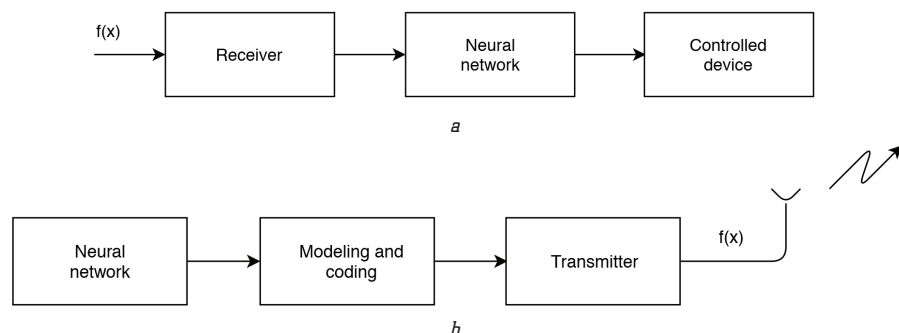 f(x)
Receiver
Neural
network
Controlled
device
a
Neural
network
Modeling and
coding
Transmitter
f(x)